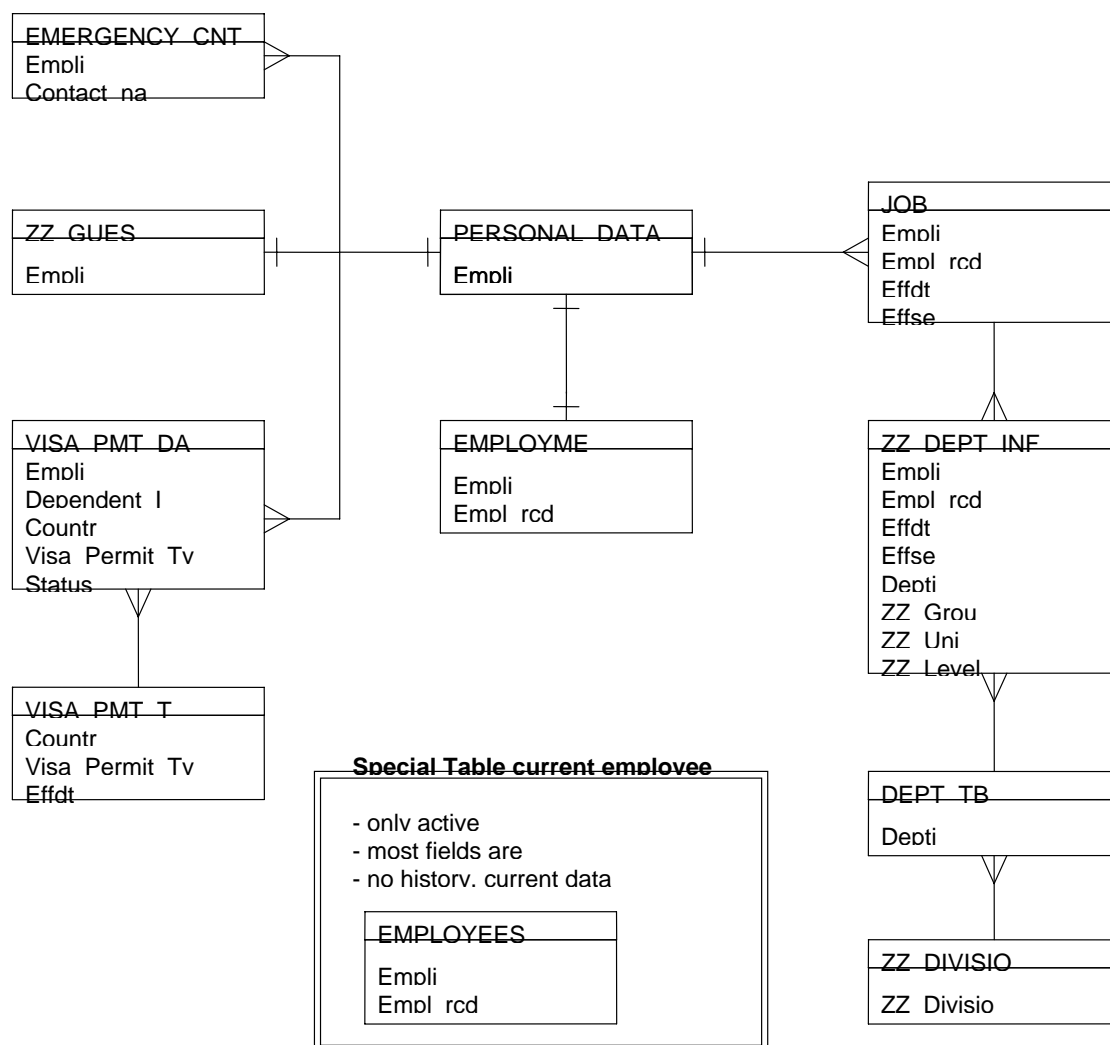 EMERGENCY_CNT
Empli
Contact_na
ZZ_GUES
Empli
PERSONAL_DATA
Empli
JOB
Empli
Empl_rcd
Effdt
Effse
VISA_PMT_DA
Empli
Dependent_I
Countr
Visa_Permit_Ty
Status
EMPLOYME
Empli
Empl_rcd
ZZ_DEPT_INF
Empli
Empl_rcd
Effdt
Effse
Depti
ZZ_Grou
ZZ_Uni
ZZ_Level
VISA_PMT_T
Countr
Visa_Permit_Ty
Effdt
Special Table current employee
- only active
- most fields are
- no history, current data
EMPLOYEES
Empli
Empl_rcd
DEPT_TB
Depti
ZZ_DIVISIO
ZZ_Divisio